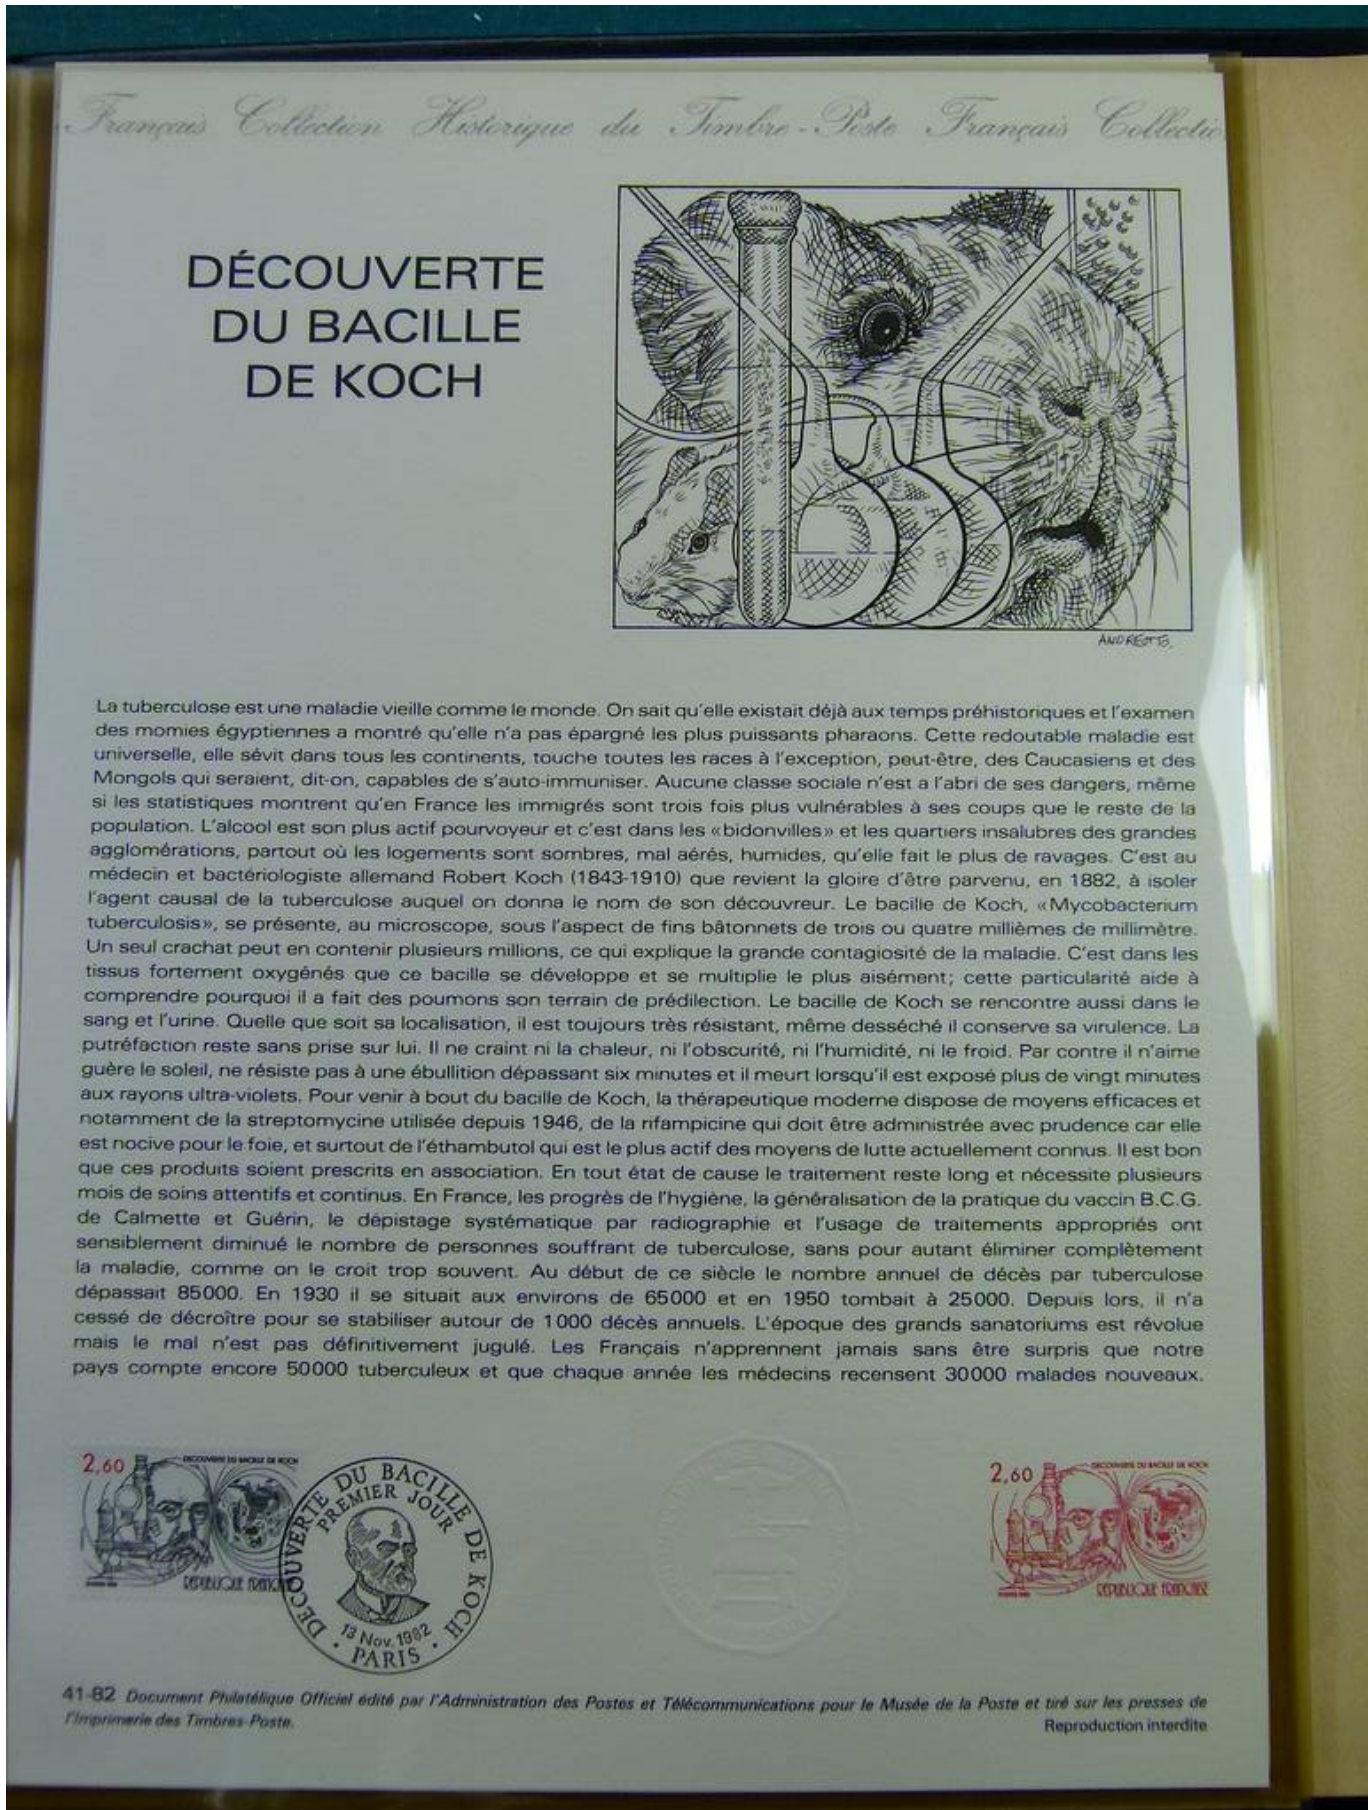 Français Collection Historique du Timbre-Poste Français Collectio
DÉCOUVERTE
DU BACILLE
DE KOCH
ANDREOTTO.
La tuberculose est une maladie vieille comme le monde. On sait qu'elle existait déjà aux temps préhistoriques et l'examen
des momies égyptiennes a montré qu'elle n'a pas épargné les plus puissants pharaons. Cette redoutable maladie est
universelle, elle sévit dans tous les continents, touche toutes les races à l'exception, peut-être, des Caucasiens et des
Mongols qui seraient, dit-on, capables de s'auto-immuniser. Aucune classe sociale n'est a l'abri de ses dangers, même
si les statistiques montrent qu'en France les immigrés sont trois fois plus vulnérables à ses coups que le reste de la
population. L'alcool est son plus actif pourvoyeur et c'est dans les «bidonvilles» et les quartiers insalubres des grandes
agglomérations, partout où les logements sont sombres, mal aérés, humides, qu'elle fait le plus de ravages. C'est au
médecin et bactériologiste allemand Robert Koch (1843-1910) que revient la gloire d'être parvenu, en 1882, à isoler
l'agent causal de la tuberculose auquel on donna le nom de son découvreur. Le bacille de Koch, «Mycobacterium
tuberculosis», se présente, au microscope, sous l'aspect de fins bâtonnets de trois ou quatre millièmes de millimètre.
Un seul crachat peut en contenir plusieurs millions, ce qui explique la grande contagiosité de la maladie. C'est dans les
tissus fortement oxygénés que ce bacille se développe et se multiplie le plus aisément; cette particularité aide à
comprendre pourquoi il a fait des poumons son terrain de prédilection. Le bacille de Koch se rencontre aussi dans le
sang et l'urine. Quelle que soit sa localisation, il est toujours très résistant, même desséché il conserve sa virulence. La
putréfaction reste sans prise sur lui. Il ne craint ni la chaleur, ni l'obscurité, ni l'humidité, ni le froid. Par contre il n'aime
guère le soleil, ne résiste pas à une ébullition dépassant six minutes et il meurt lorsqu'il est exposé plus de vingt minutes
aux rayons ultra-violets. Pour venir à bout du bacille de Koch, la thérapeutique moderne dispose de moyens efficaces et
notamment de la streptomycine utilisée depuis 1946, de la rifampicine qui doit être administrée avec prudence car elle
est nocive pour le foie, et surtout de l'éthambutol qui est le plus actif des moyens de lutte actuellement connus. Il est bon
que ces produits soient prescrits en association. En tout état de cause le traitement reste long et nécessite plusieurs
mois de soins attentifs et continus. En France, les progrès de l'hygiène, la généralisation de la pratique du vaccin B.C.G.
de Calmette et Guérin, le dépistage systématique par radiographie et l'usage de traitements appropriés ont
sensiblement diminué le nombre de personnes souffrant de tuberculose, sans pour autant éliminer complètement
la maladie, comme on le croit trop souvent. Au début de ce siècle le nombre annuel de décès par tuberculose
dépassait 85000. En 1930 il se situait aux environs de 65000 et en 1950 tombait à 25000. Depuis lors, il n'a
cessé de décroître pour se stabiliser autour de 1000 décès annuels. L'époque des grands sanatoriums est révolue
mais le mal n'est pas définitivement jugulé. Les Français n'apprennent jamais sans être surpris que notre
pays compte encore 50000 tuberculeux et que chaque année les médecins recensent 30000 malades nouveaux.
2,60
DECOUVERTE DU BACILLE DE KOCH
REPUBLIQUE FRANÇ
DECOUVERTE DU BACILLE DE KOCH
PREMIER JOUR
13 Nov. 1982
PARIS
2,60
DECOUVERTE DU BACILLE DE KOCH
REPUBLIQUE FRANÇAISE
41-82 Document Philatélique Officiel édité par l'Administration des Postes et Télécommunications pour le Musée de la Poste et tiré sur les presses de
l'Imprimerie des Timbres-Poste.
Reproduction interdite